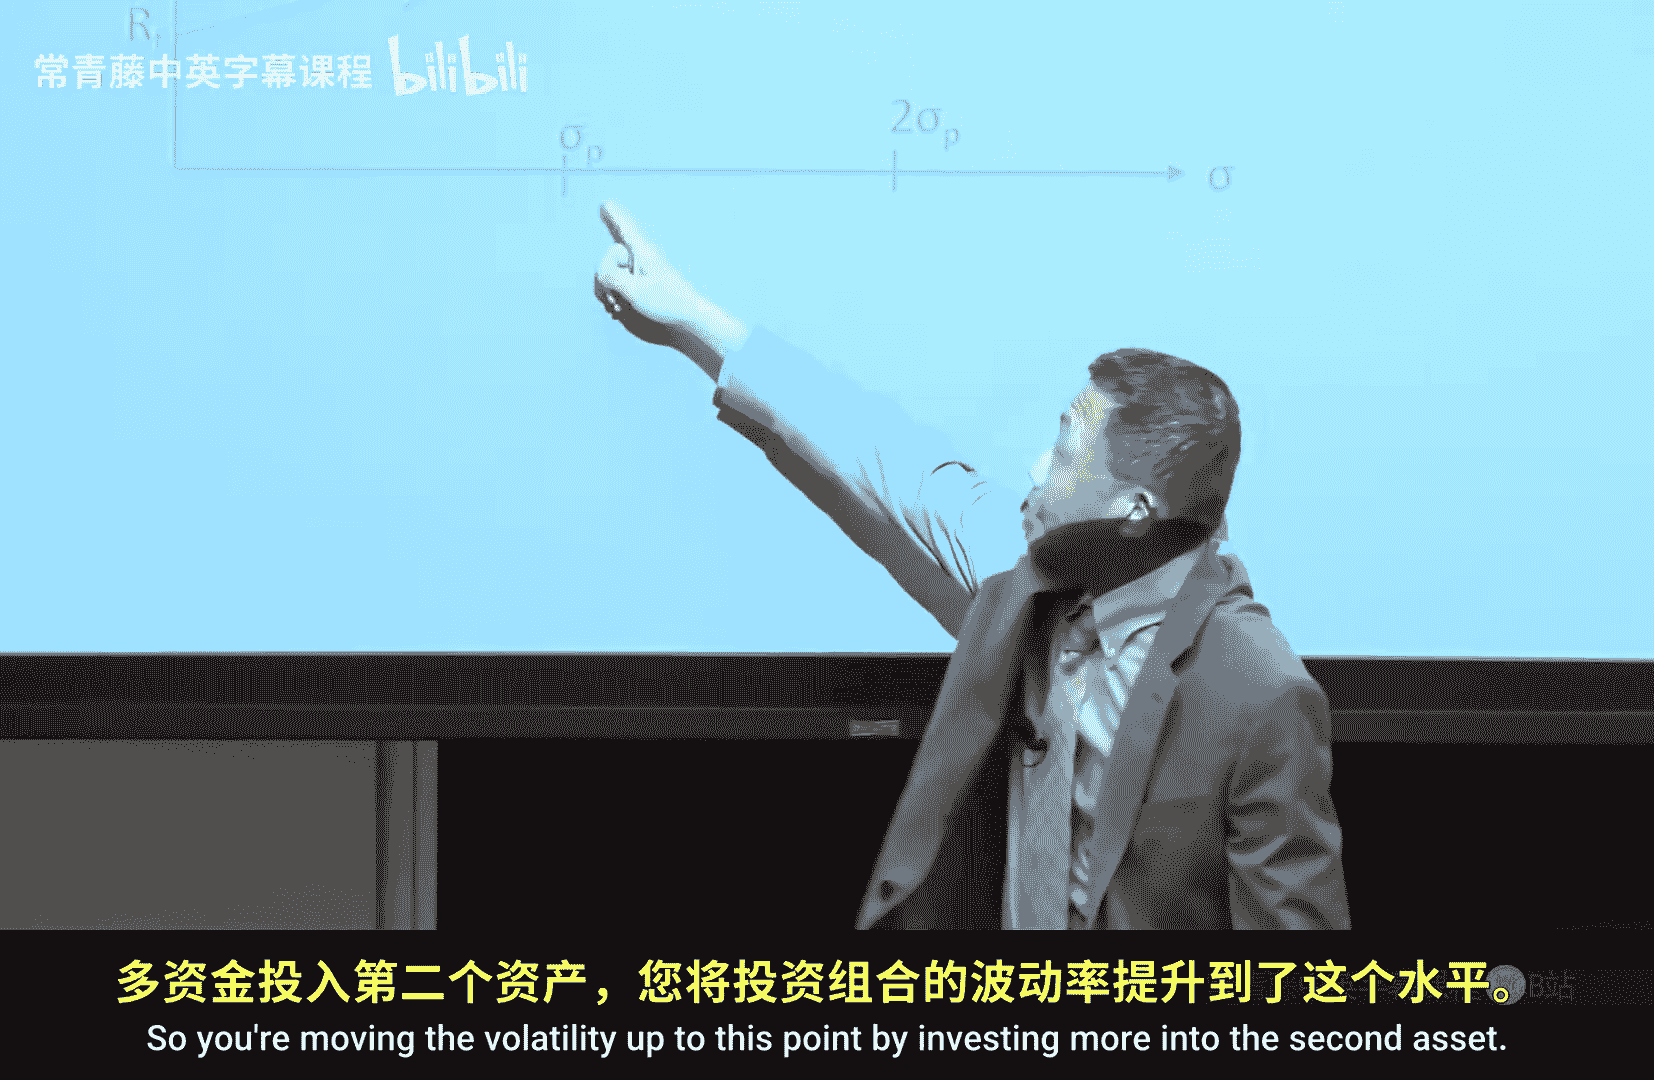 R
常青藤中英字幕课程 bilibili
σp
2σp
σ
多资金投入第二个资产，您将投资组合的波动率提升到了这个水平。
B站
So you're moving the volatility up to this point by investing more into the second asset.